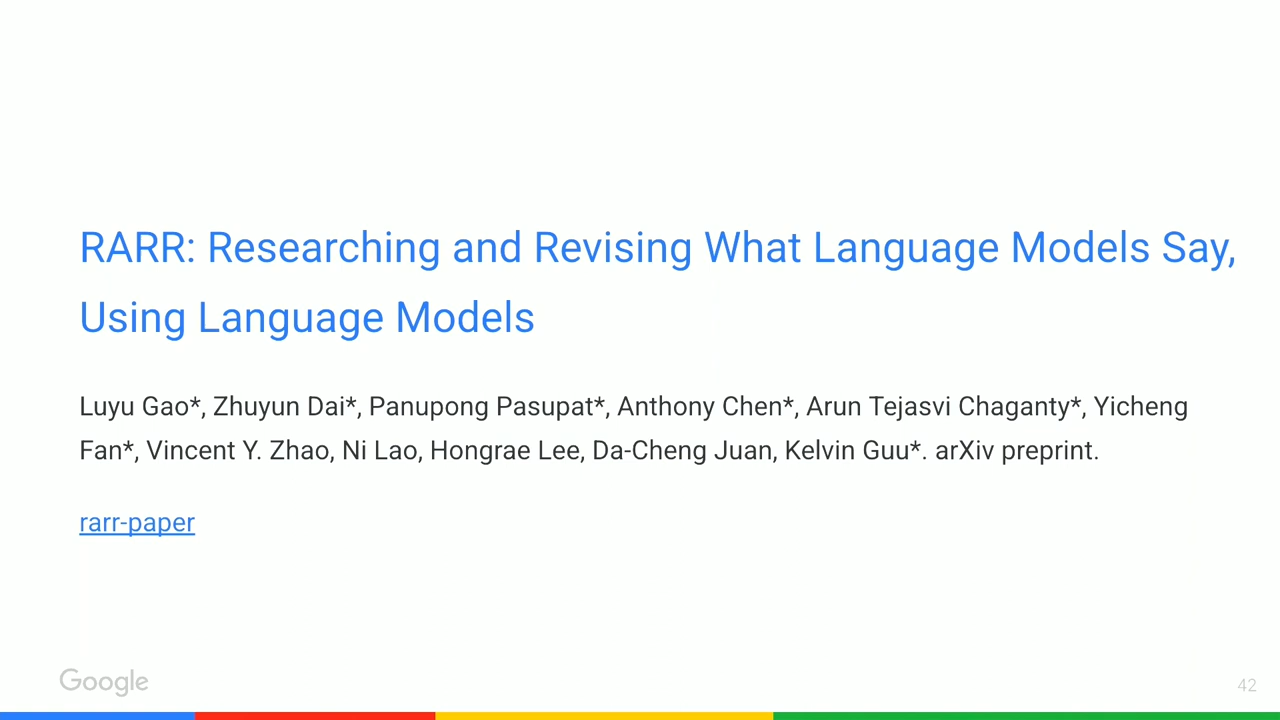 RARR: Researching and Revising What Language Models Say,
Using Language Models
Luyu Gao*, Zhuyun Dai*, Panupong Pasupat*, Anthony Chen*, Arun Tejasvi Chaganty*, Yicheng
Fan*, Vincent Y. Zhao, Ni Lao, Hongrae Lee, Da-Cheng Juan, Kelvin Guu*. arXiv preprint.
rarr-paper
Google
42